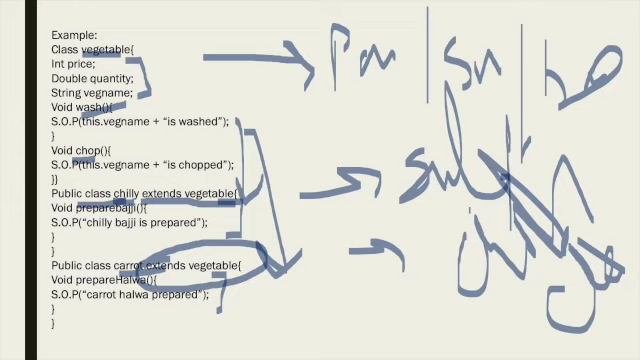 Example:
Class vegetable{
Int price;
Double quantity;
String vegname;
Void wash(){
S.O.P(this.vegname + “is washed”);
}
Void chop(){
S.O.P(this.vegname + “is chopped”);
}}
Public class chilly extends vegetable{
Void preparebajji(){
S.O.P(“chilly bajji is prepared”);
}
}
Public class carrot extends vegetable{
Void prepareHalwa(){
S.O.P(“carrot halwa prepared”);
}
}